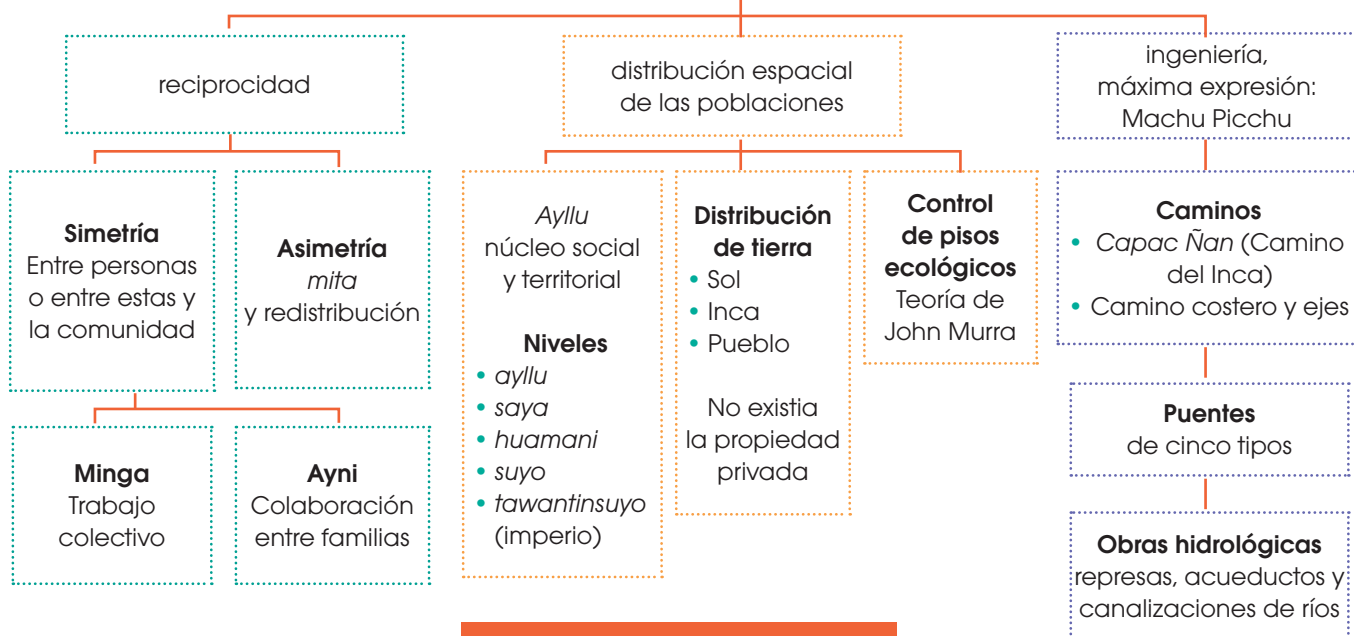 reciprocidad
distribución espacial
de las poblaciones
ingeniería,
máxima expresión:
Machu Picchu
Simetría
Entre personas
o entre estas y
la comunidad
Asimetría
mita
y redistribución
Minga
Trabajo
colectivo
Ayni
Colaboración
entre familias
Ayllu
núcleo social
y territorial
Niveles
• ayllu
• saya
• huamani
• suyo
• tawantinsuyo
(imperio)
Distribución
de tierra
• Sol
• Inca
• Pueblo
No existia
la propiedad
privada
Control
de pisos
ecológicos
Teoría de
John Murra
Caminos
• Capac Ñan (Camino
del Inca)
• Camino costero y ejes
Puentes
de cinco tipos
Obras hidrológicas
represas, acueductos y
canalizaciones de ríos